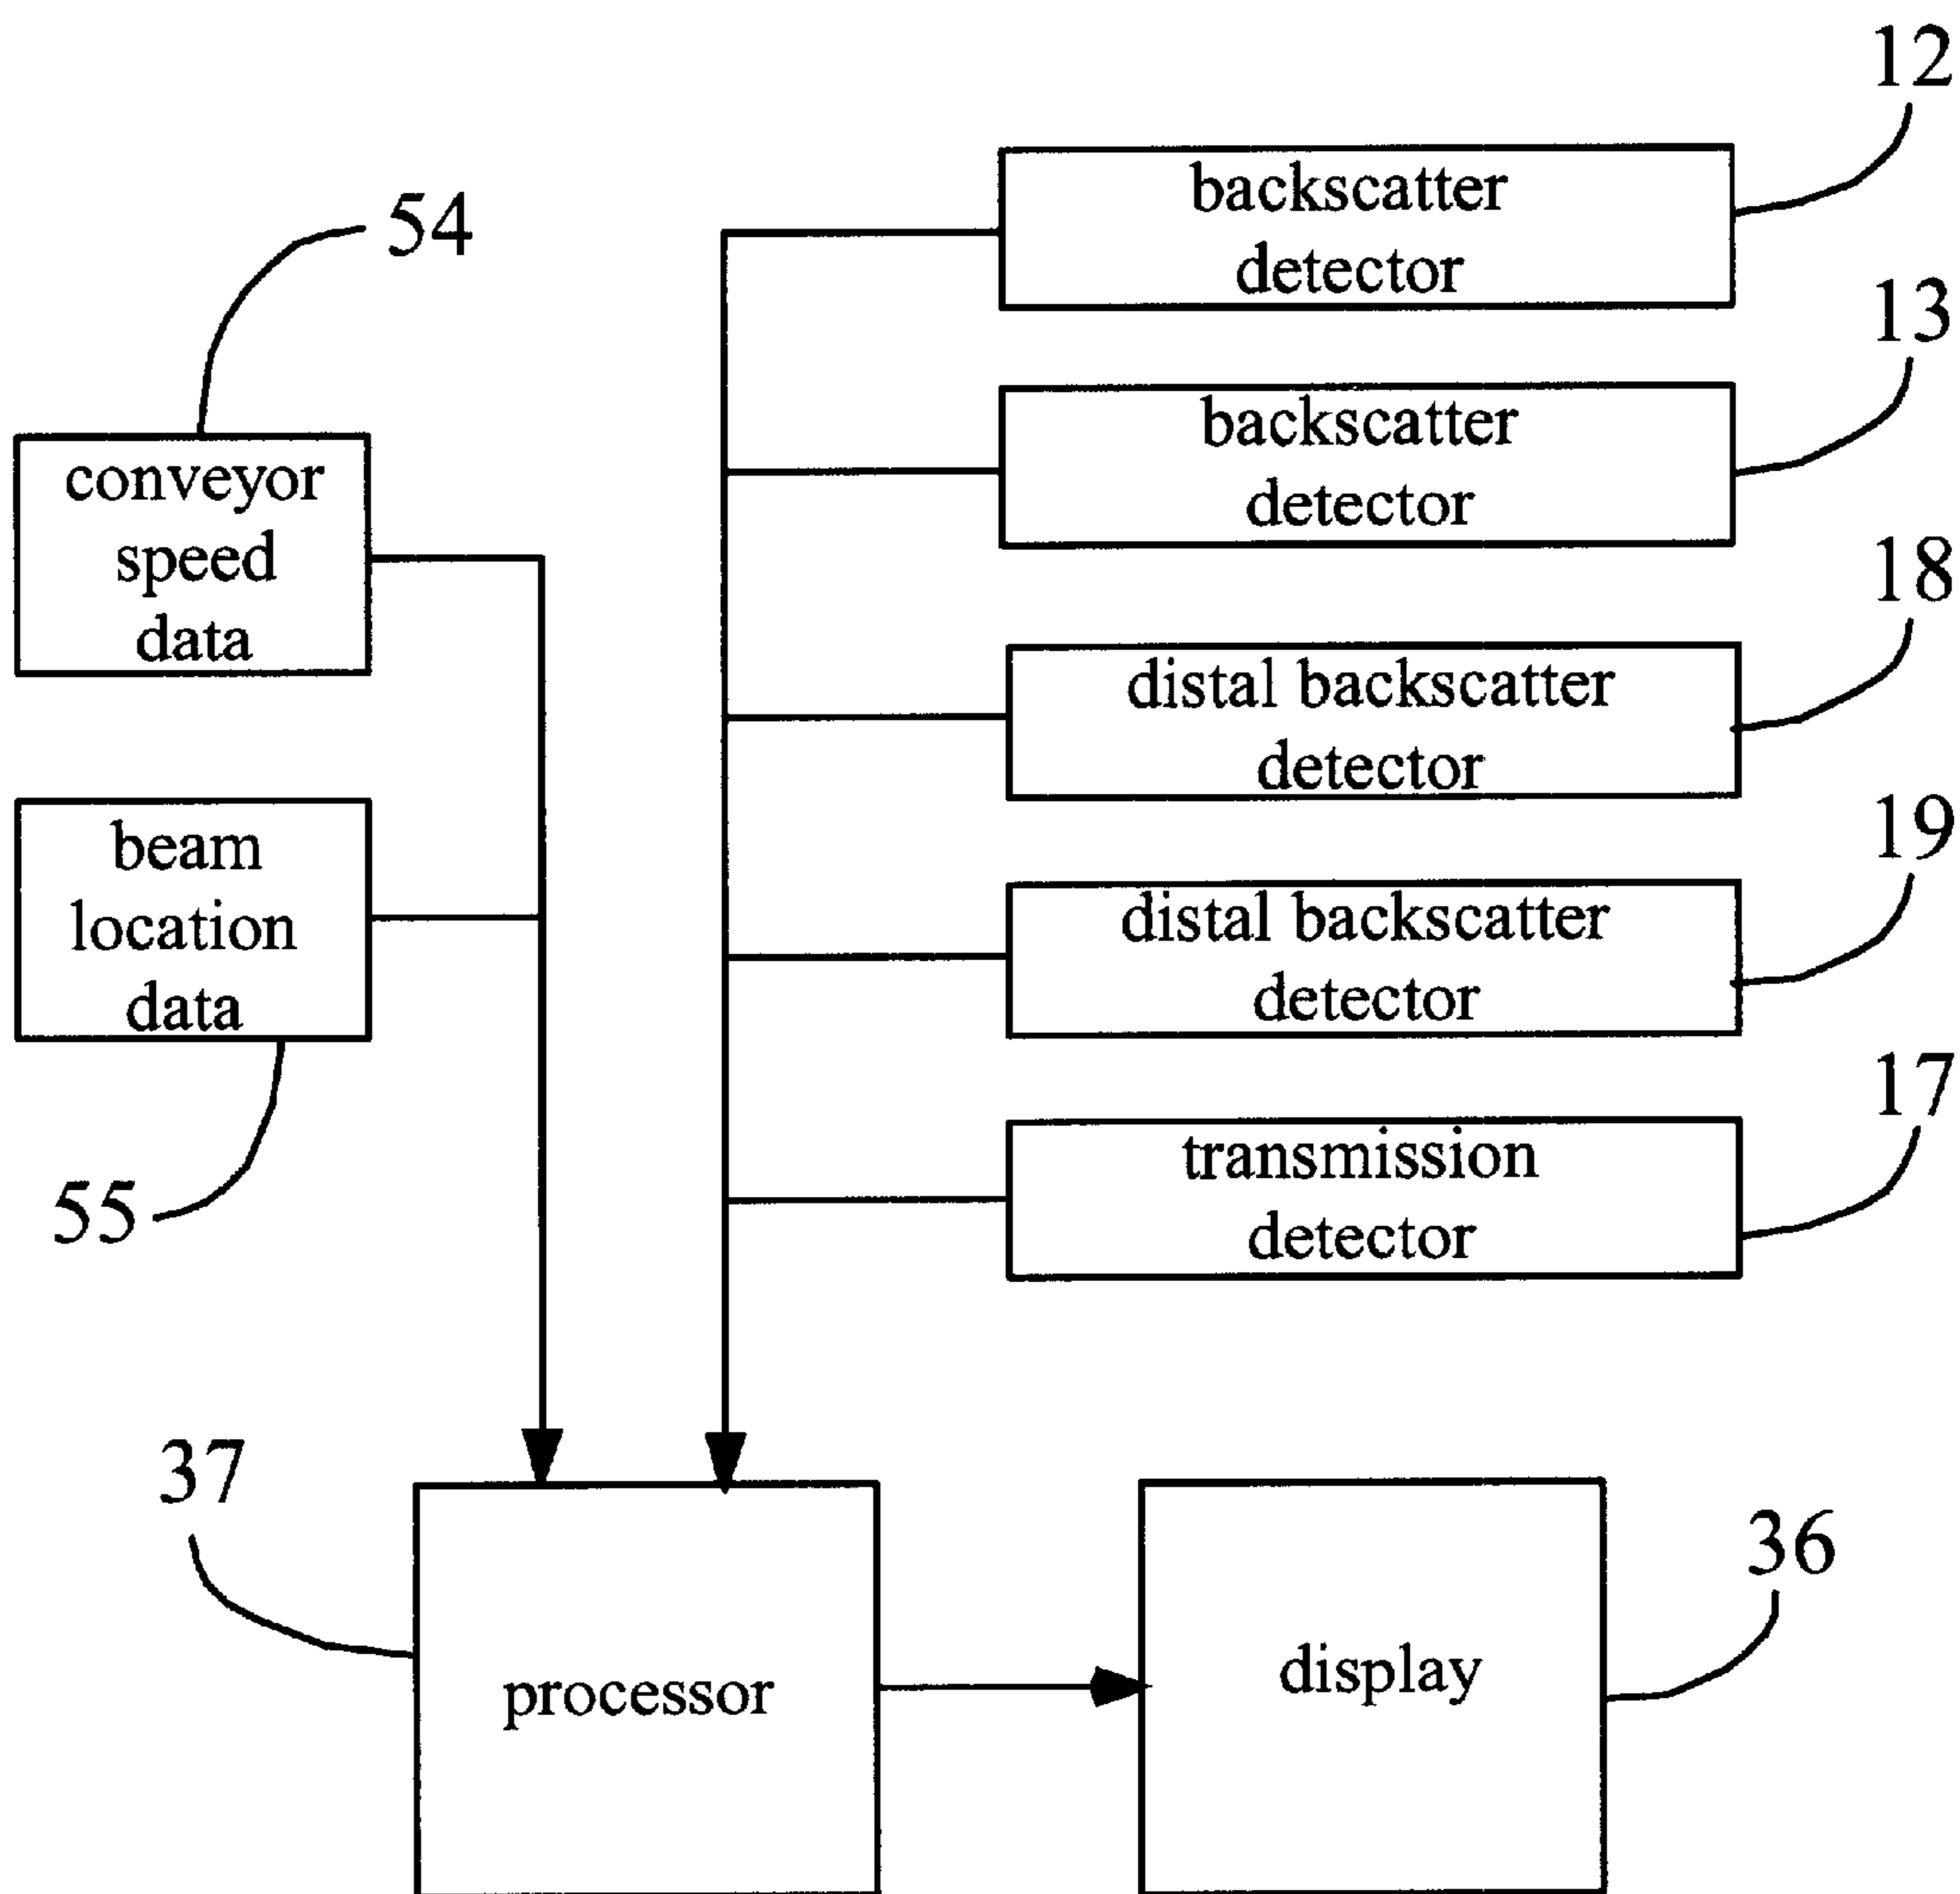 12
backscatter
detector
13
backscatter
detector
54
conveyor
speed
data
18
distal backscatter
detector
beam
location
data
55
19
distal backscatter
detector
17
transmission
detector
37
processor
36
display